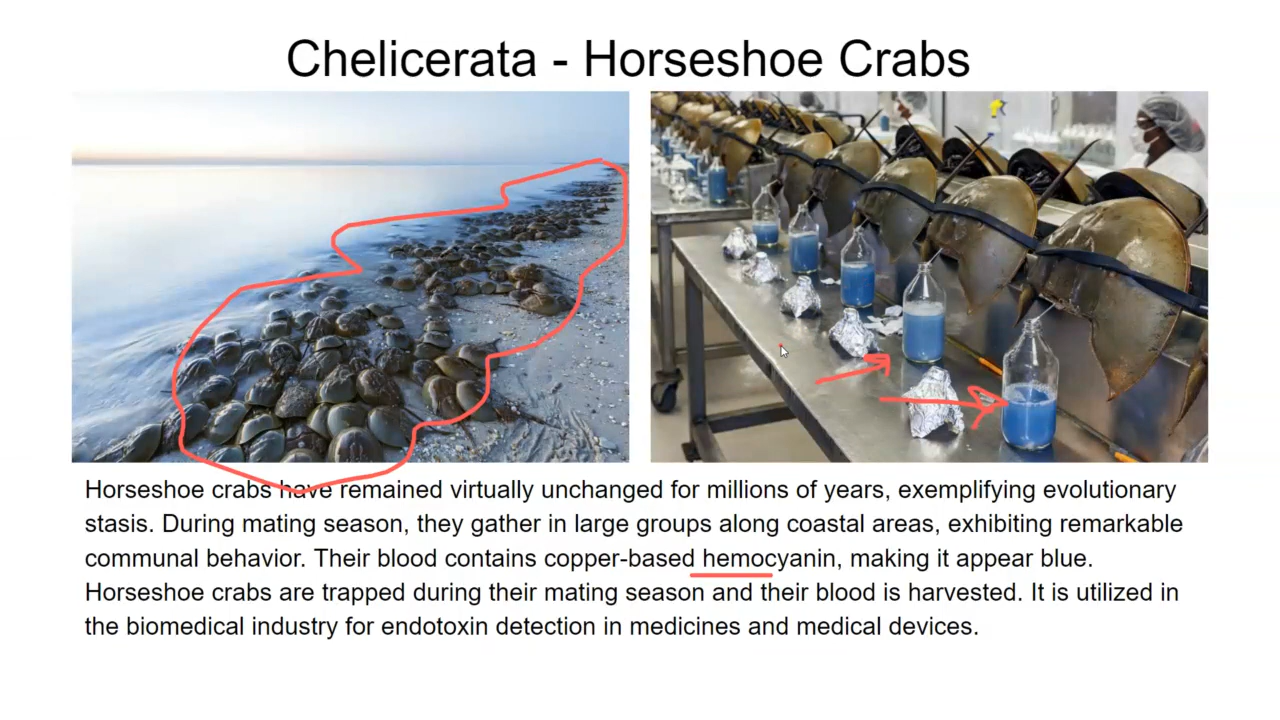 Chelicerata - Horseshoe Crabs
Horseshoe crabs have remained virtually unchanged for millions of years, exemplifying evolutionary
stasis. During mating season, they gather in large groups along coastal areas, exhibiting remarkable
communal behavior. Their blood contains copper-based hemocyanin, making it appear blue.
Horseshoe crabs are trapped during their mating season and their blood is harvested. It is utilized in
the biomedical industry for endotoxin detection in medicines and medical devices.